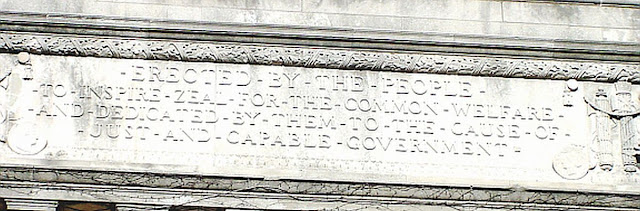 · ERECTED · BY · THE · PEOPLE ·
· TO · INSPIRE · ZEAL · FOR · THE · COMMON · WELFARE ·
· AND · DEDICATED · BY · THEM · TO · THE · CAUSE · OF ·
· JUST · AND · CAPABLE · GOVERNMENT ·